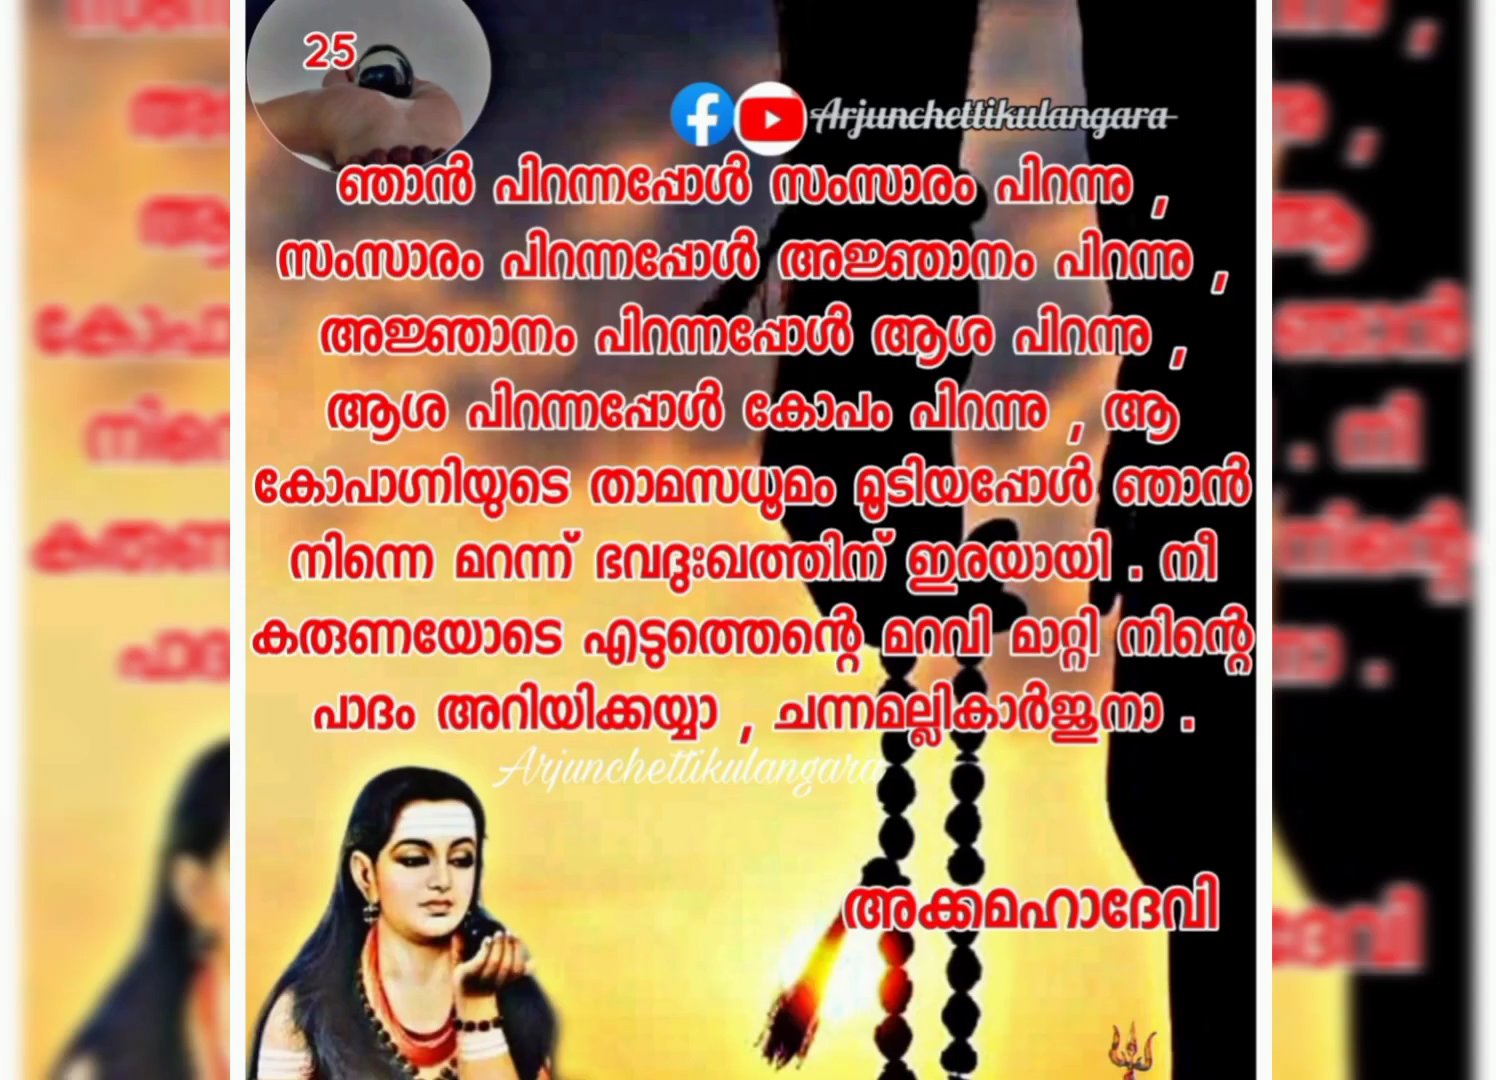 25
Arjunchettikulangara
ഞാൻ പിറന്നപ്പോൾ സംസാരം പിറന്നു ,
സംസാരം പിറന്നപ്പോൾ അജ്ഞാനം പിറന്നു ,
അജ്ഞാനം പിറന്നപ്പോൾ ആശ പിറന്നു ,
ആശ പിറന്നപ്പോൾ കോപം പിറന്നു , ആ
കോപാഗ്നിയുടെ താമസധൂമം മൂടിയപ്പോൾ ഞാൻ
നിന്നെ മറന്ന് ഭവദുഃഖത്തിന് ഇരയായി . നീ
കരുണയോടെ എടുത്തെന്റെ മറവി മാറ്റി നിന്റെ
പാദം അറിയിക്കയ്യാ , ചന്നമല്ലികാർജുനാ .
Arjunchettikulangara
അക്കമഹാദേവി